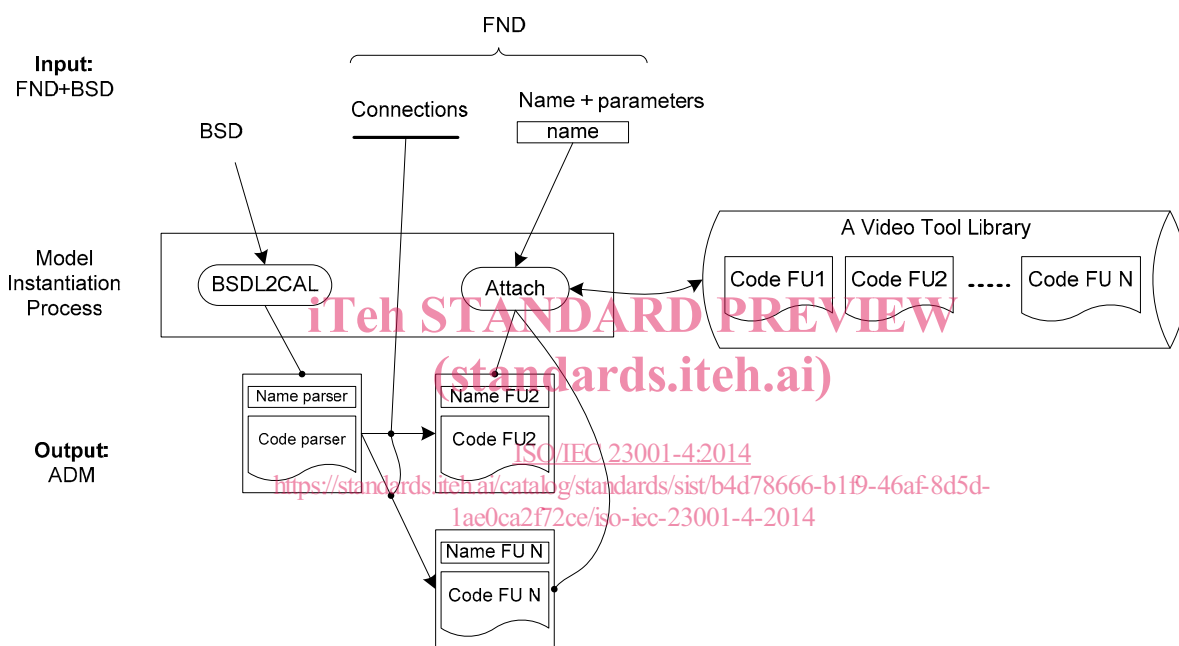 FND
Input:
FND+BSD
Connections
Name + parameters
name
BSD
A Video Tool Library
Code FU1
Code FU2
Code FU N
Model
Instantiation
Process
BSDL2CAL
Attach
iTeh STANDARD PREVIEW
(standards.iteh.ai)
Name parser
Code parser
Name FU2
Code FU2
Output:
ADM
ISO/IEC 23001-4:2014
https://standards.iteh.ai/catalog/standards/sist/b4d78666-b1f9-46af-8d5d-
1ae0ca2f72ce/iso-iec-23001-4-2014
Name FU N
Code FU N